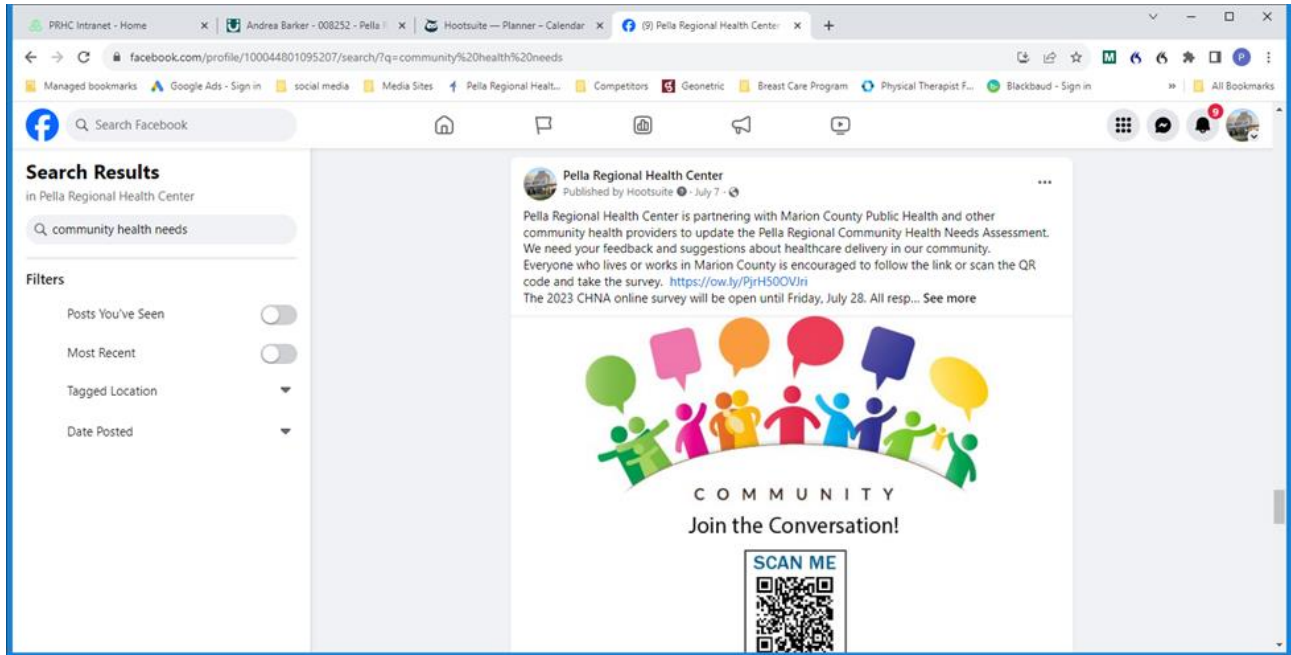 PRHC Intranet - Home
Andrea Barker - 008252 - Pella
Hootsuite — Planner – Calendar
(9) Pella Regional Health Center
facebook.com/profile/100044801095207/search/?q=community%20health%20needs
Managed bookmarks
Google Ads - Sign in
social media
Media Sites
Pella Regional Healt...
Competitors
Geonetric
Breast Care Program
Physical Therapist F...
Blackbaud - Sign in
»
All Bookmarks
Search Facebook
9
Search Results
in Pella Regional Health Center
community health needs
Filters
Posts You've Seen
Most Recent
Tagged Location
Date Posted
Pella Regional Health Center
Published by Hootsuite · July 7 ·
Pella Regional Health Center is partnering with Marion County Public Health and other
community health providers to update the Pella Regional Community Health Needs Assessment.
We need your feedback and suggestions about healthcare delivery in our community.
Everyone who lives or works in Marion County is encouraged to follow the link or scan the QR
code and take the survey. https://ow.ly/PjrH50OVJri
The 2023 CHNA online survey will be open until Friday, July 28. All resp... See more
COMMUNITY
Join the Conversation!
SCAN ME